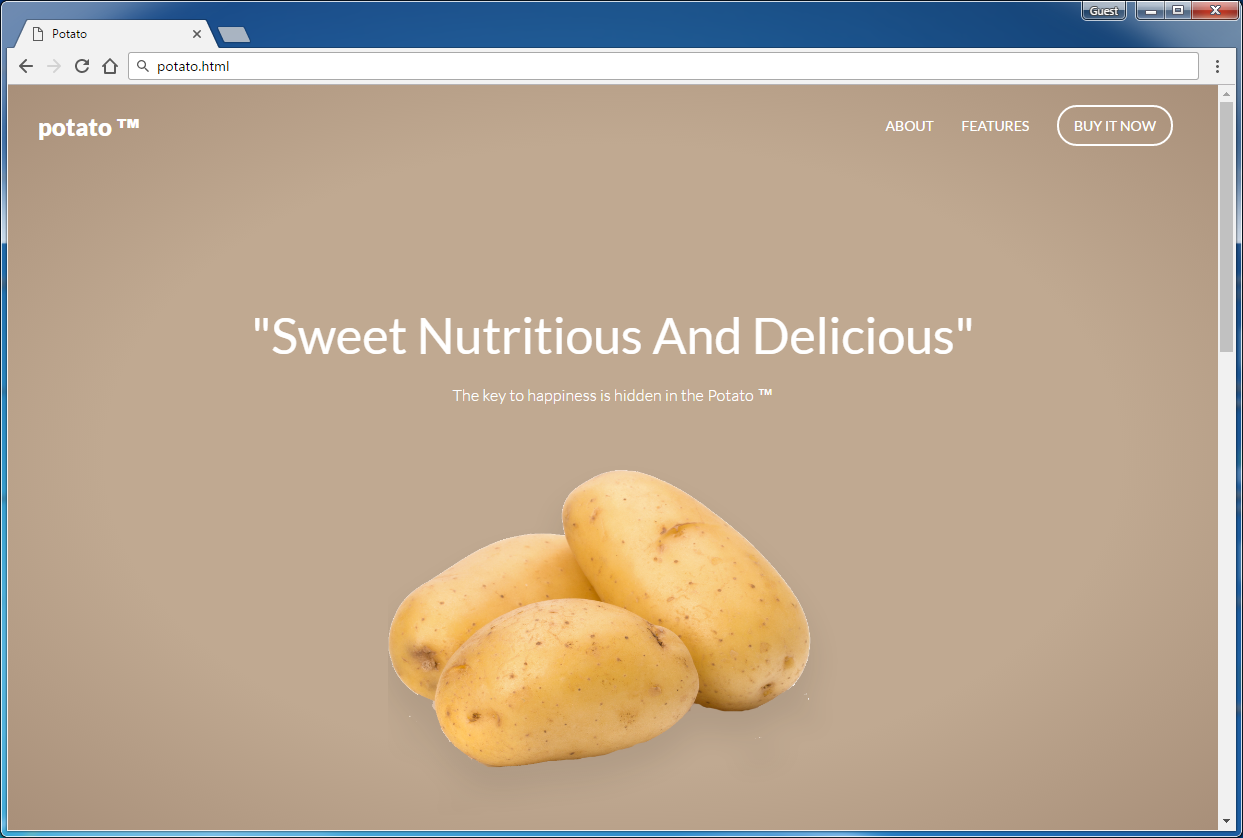 Guest
Potato
potato.html
potato ™
ABOUT FEATURES BUY IT NOW
"Sweet Nutritious And Delicious"
The key to happiness is hidden in the Potato ™